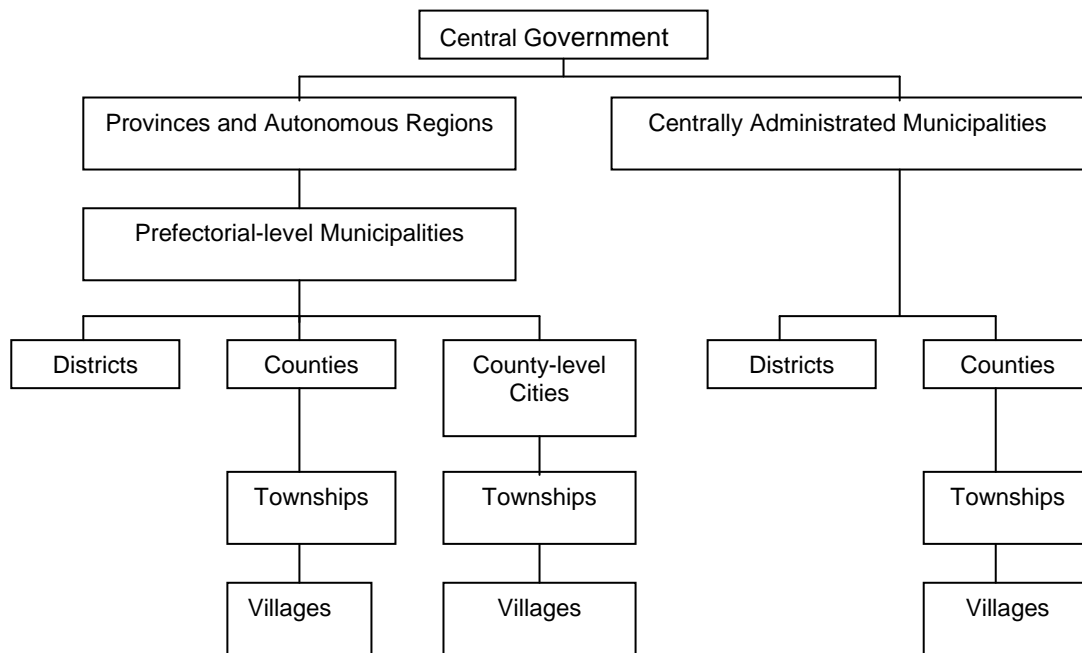 Central Government
Provinces and Autonomous Regions
Centrally Administrated Municipalities
Prefectorial-level Municipalities
Districts
Counties
County-level
Cities
Districts
Counties
Townships
Townships
Townships
Villages
Villages
Villages